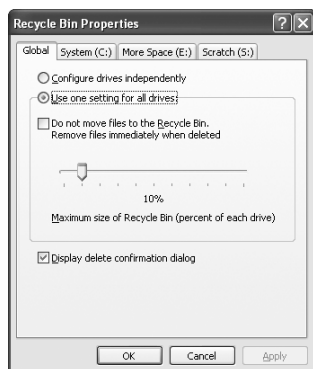 Recycle Bin Properties
Global System (C:) More Space (E:) Scratch (S:)
Configure drives independently
Use one setting for all drives:
Do not move files to the Recycle Bin.
Remove files immediately when deleted
10%
Maximum size of Recycle Bin (percent of each drive)
Display delete confirmation dialog
OK Cancel Apply